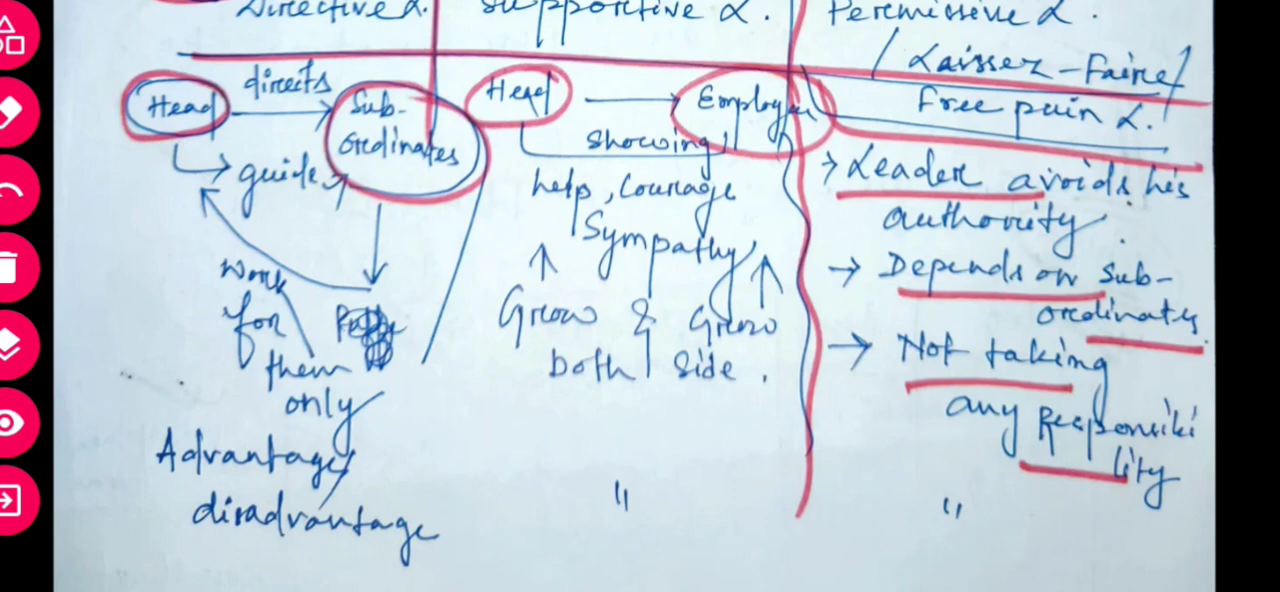 Directive L.
Supportive L.
Permissive L.
/ Laissez-Faire /
Free rein L.
Head
directs
Sub-
ordinates
guide
Work
for
them
only
Advantage/
disadvantage
Head
Employee
Showing
help, Courage
Sympathy
Grow & Grow
both side.
"
> Leader avoids his
authority.
→ Depends on sub-
ordinates.
→ Not taking
any Responsibi
lity
"